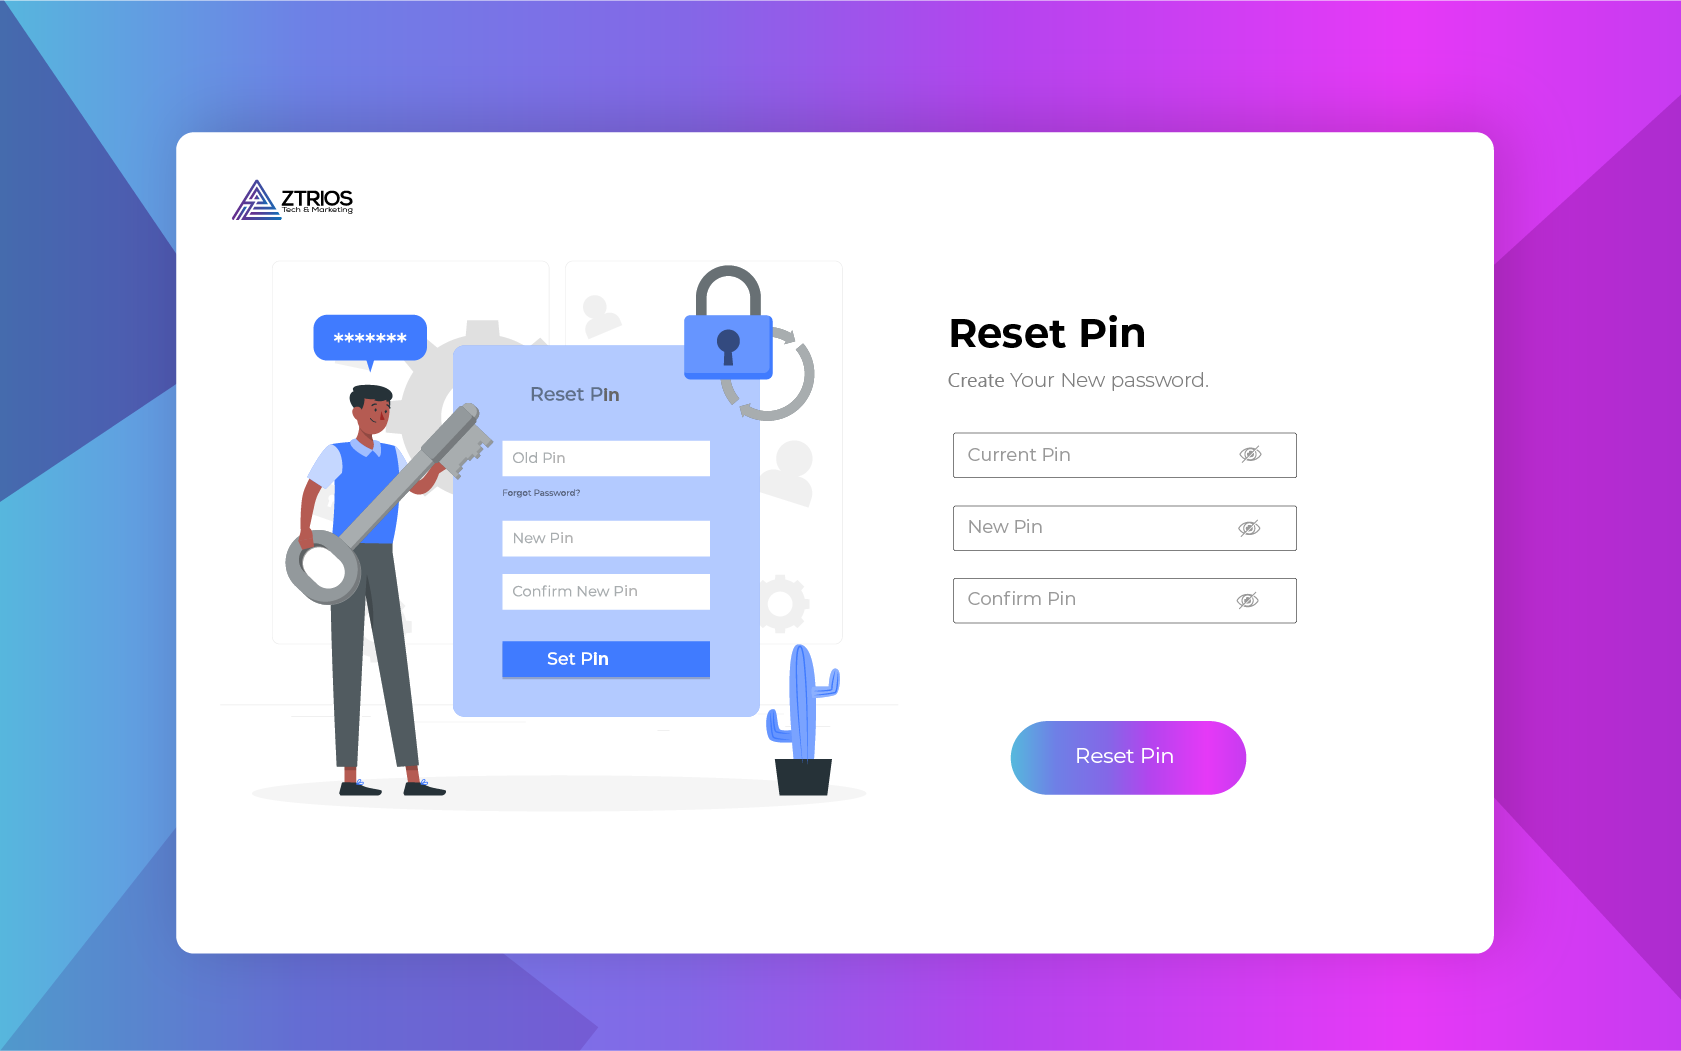 ZTRIOS
Tech & Marketing
*******
Reset Pin
Old Pin
Forgot Password?
New Pin
Confirm New Pin
Set Pin
Reset Pin
Create Your New password.
Current Pin
New Pin
Confirm Pin
Reset Pin